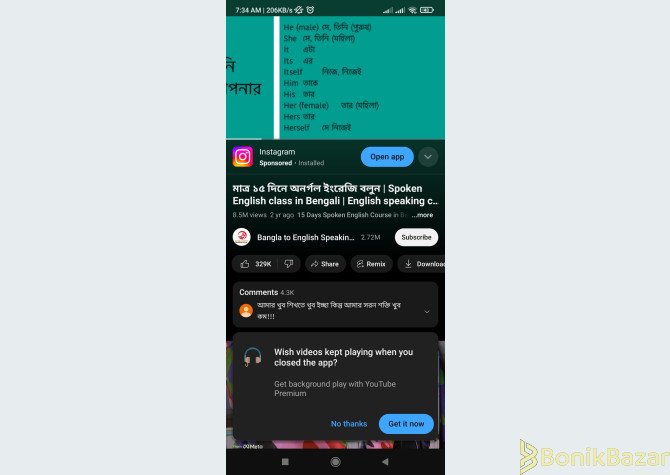 7:34 AM | 206KB/s
নি
He (male) সে, তিনি (পুরুষ)
She সে, তিনি (মহিলা)
It এটা
Its এর
পনার
Itself নিজে, নিজেই
Him তাকে
His তার
Her (female) তার (মহিলা)
Hers তার
Herself সে নিজেই
Instagram
Sponsored · Installed
Open app
মাত্র ১৫ দিনে অনর্গল ইংরেজি বলুন | Spoken
English class in Bengali | English speaking c..
8.5M views 2 yr ago 15 Days Spoken English Course in Be ...more
Bangla to English Speakin... 2.72M
Subscribe
329K
Share
Remix
Download
Comments 4.3K
আমার খুব শিখতে খুব ইচ্ছা কিন্তু আমার সরন শক্তি খুব
কম!!!
Wish videos kept playing when you
closed the app?
Get background play with YouTube
Premium
No thanks
Get it now
BonikBazar